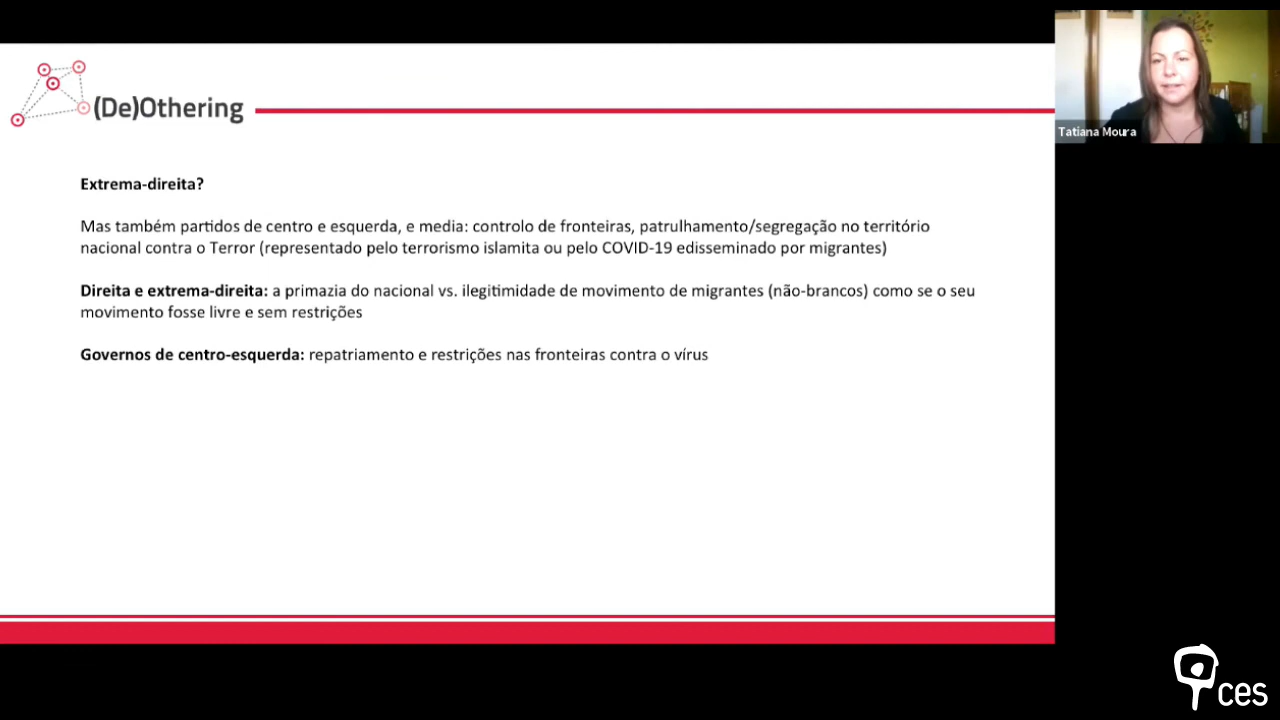 (De)Othering
Tatiana Moura
Extrema-direita?
Mas também partidos de centro e esquerda, e media: controlo de fronteiras, patrulhamento/segregação no território
nacional contra o Terror (representado pelo terrorismo islamita ou pelo COVID-19 edisseminado por migrantes)
Direita e extrema-direita: a primazia do nacional vs. ilegitimidade de movimento de migrantes (não-brancos) como se o seu
movimento fosse livre e sem restrições
Governos de centro-esquerda: repatriamento e restrições nas fronteiras contra o vírus
ces